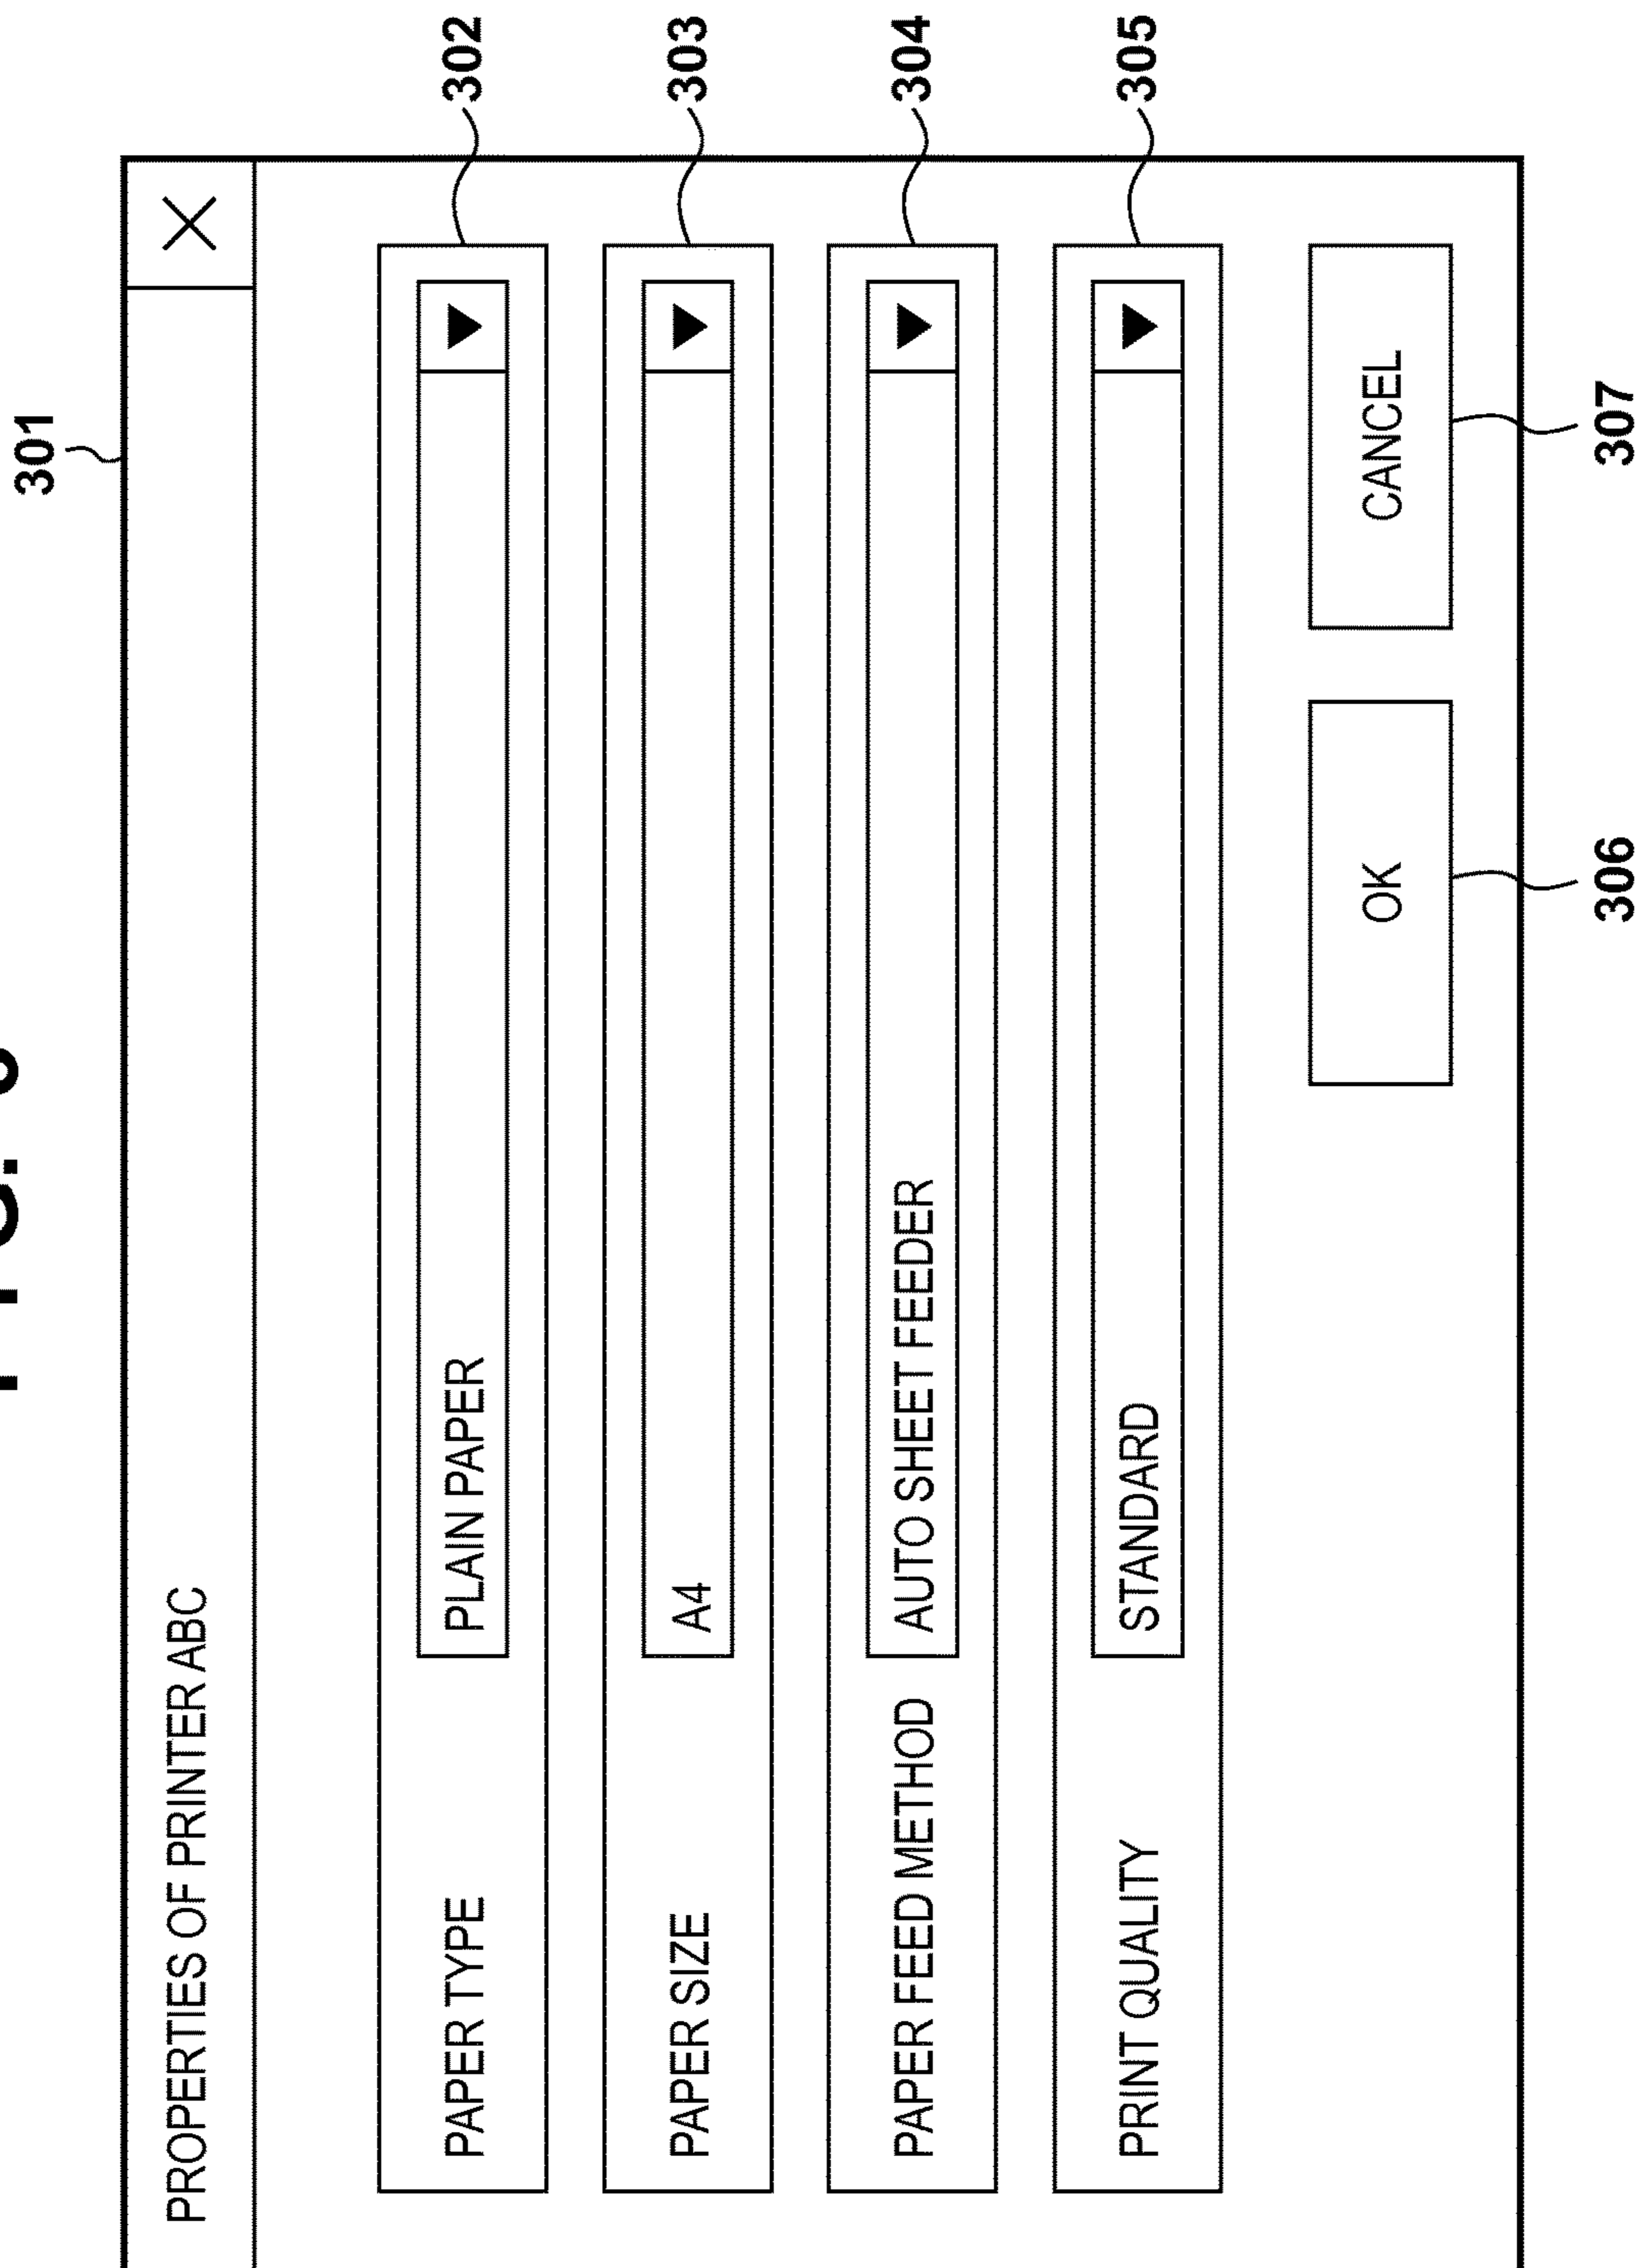 301
PROPERTIES OF PRINTER ABC
PAPER TYPE PLAIN PAPER 302
PAPER SIZE A4 303
PAPER FEED METHOD AUTO SHEET FEEDER 304
PRINT QUALITY STANDARD 305
OK CANCEL
306 307